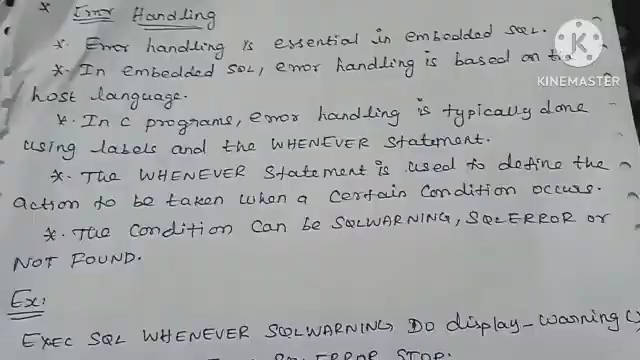 * Error Handling
*. Error handling is essential in embedded SQL.
*. In embedded SQL, error handling is based on the
host language.
*. In C programs, error handling is typically done
using labels and the WHENEVER Statement.
*. The WHENEVER Statement is used to define the
action to be taken when a certain condition occurs.
*. The condition can be SQLWARNING, SQLERROR or
NOT FOUND.
Ex:
EXEC SQL WHENEVER SQLWARNING DO display-warning()
SQLERROR STOP.
K
KINEMASTER